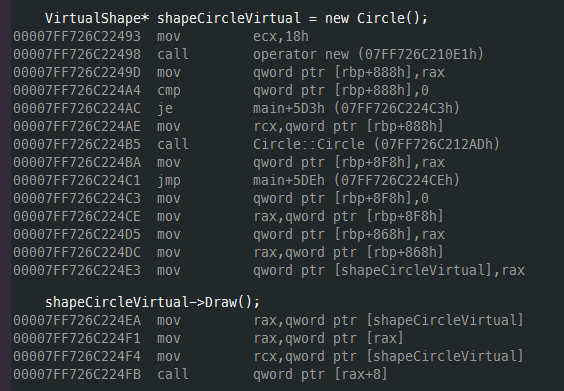 VirtualShape* shapeCircleVirtual = new Circle();
00007FF726C22493 mov ecx,18h
00007FF726C22498 call operator new (07FF726C210E1h)
00007FF726C2249D mov qword ptr [rbp+888h],rax
00007FF726C224A4 cmp qword ptr [rbp+888h],0
00007FF726C224AC je main+5D3h (07FF726C224C3h)
00007FF726C224AE mov rcx,qword ptr [rbp+888h]
00007FF726C224B5 call Circle::Circle (07FF726C212ADh)
00007FF726C224BA mov qword ptr [rbp+8F8h],rax
00007FF726C224C1 jmp main+5DEh (07FF726C224CEh)
00007FF726C224C3 mov qword ptr [rbp+8F8h],0
00007FF726C224CE mov rax,qword ptr [rbp+8F8h]
00007FF726C224D5 mov qword ptr [rbp+868h],rax
00007FF726C224DC mov rax,qword ptr [rbp+868h]
00007FF726C224E3 mov qword ptr [shapeCircleVirtual],rax
shapeCircleVirtual->Draw();
00007FF726C224EA mov rax,qword ptr [shapeCircleVirtual]
00007FF726C224F1 mov rax,qword ptr [rax]
00007FF726C224F4 mov rcx,qword ptr [shapeCircleVirtual]
00007FF726C224FB call qword ptr [rax+8]